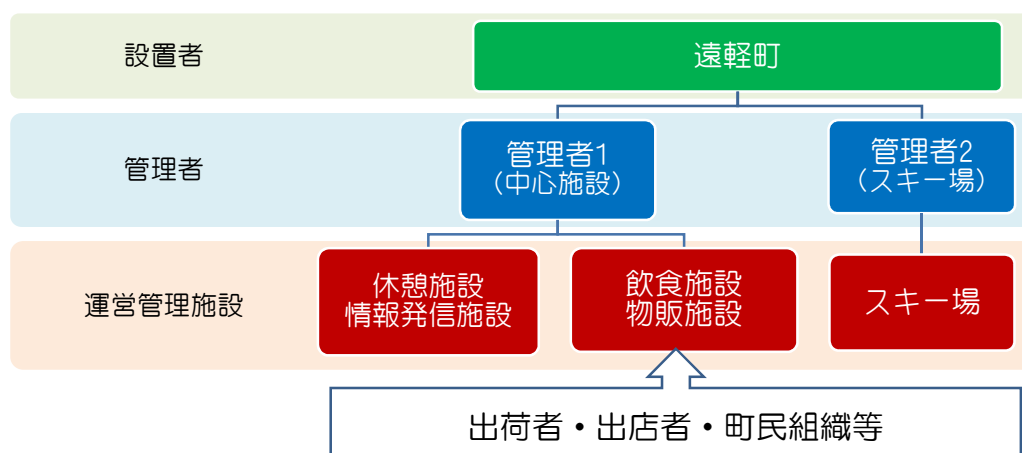 設置者
遠軽町
管理者
管理者1
（中心施設）
管理者2
（スキー場）
運営管理施設
休憩施設
情報発信施設
飲食施設
物販施設
スキー場
出荷者・出店者・町民組織等